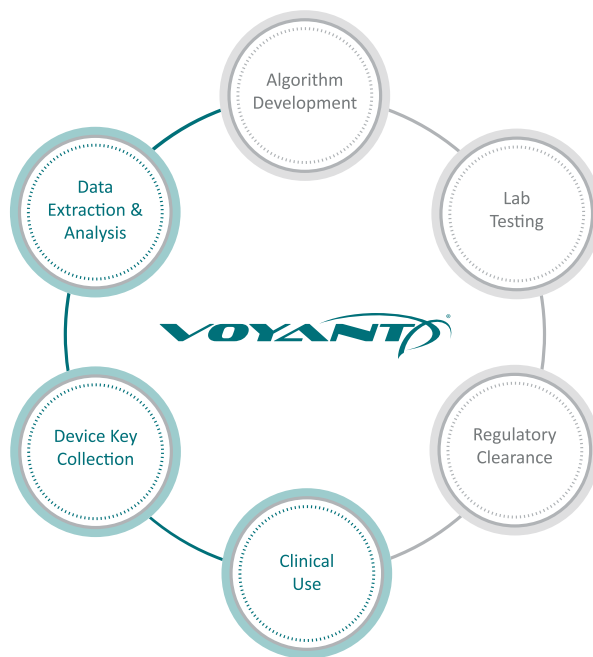 Algorithm
Development
Data
Extraction &
Analysis
Lab
Testing
VOYANT®
Device Key
Collection
Regulatory
Clearance
Clinical
Use